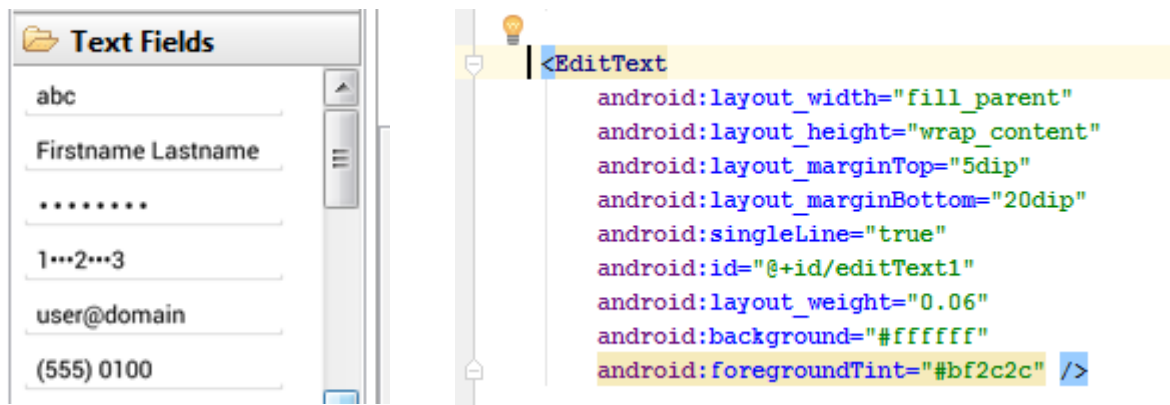 Text Fields
abc
Firstname Lastname
••••••••
1•••2•••3
user@domain
(555) 0100
<EditText
android:layout_width="fill_parent"
android:layout_height="wrap_content"
android:layout_marginTop="5dip"
android:layout_marginBottom="20dip"
android:singleLine="true"
android:id="@+id/editText1"
android:layout_weight="0.06"
android:background="#ffffff"
android:foregroundTint="#bf2c2c" />